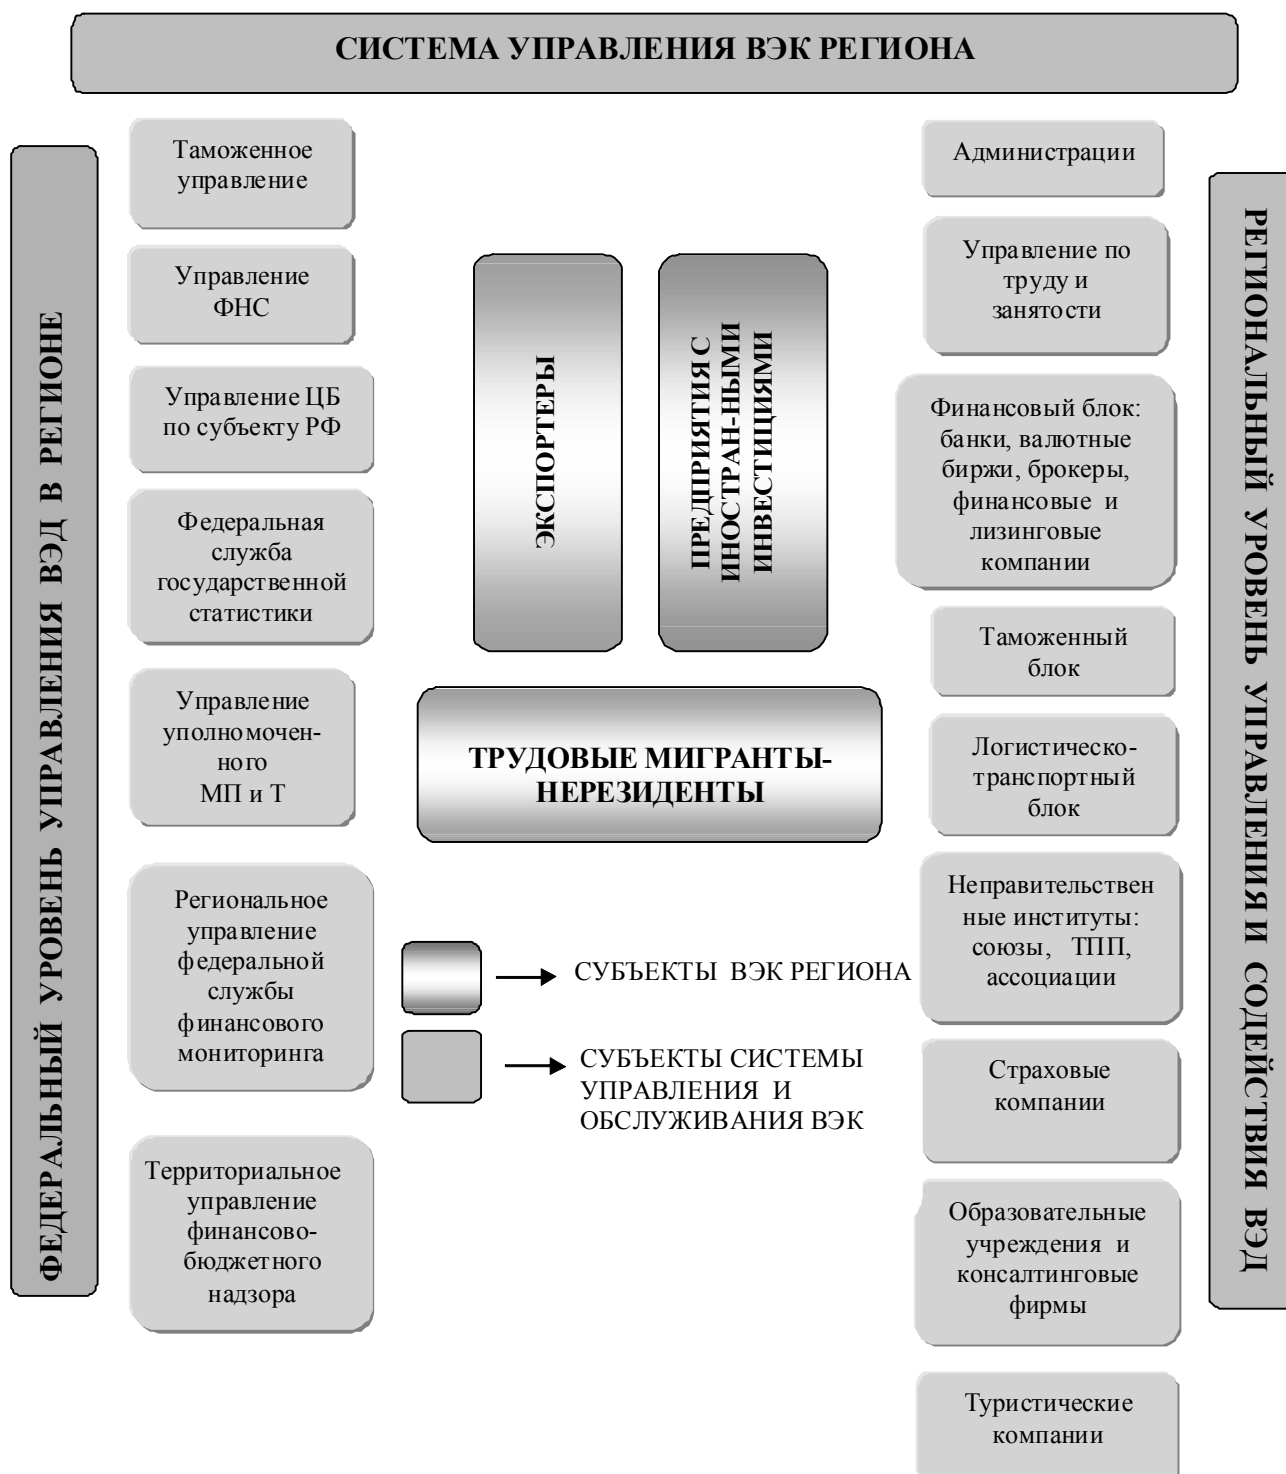 СИСТЕМА УПРАВЛЕНИЯ ВЭК РЕГИОНА
ФЕДЕРАЛЬНЫЙ УРОВЕНЬ УПРАВЛЕНИЯ ВЭД В РЕГИОНЕ
Таможенное
управление
Управление
ФНС
Управление ЦБ
по субъекту РФ
Федеральная
служба
государственной
статистики
Управление
уполномочен-
ного
МП и Т
Региональное
управление
федеральной
службы
финансового
мониторинга
Территориальное
управление
финансово-
бюджетного
надзора
ЭКСПОРТЕРЫ
ПРЕДПРИЯТИЯ С
ИНОСТРАН-НЫМИ
ИНВЕСТИЦИЯМИ
ТРУДОВЫЕ МИГРАНТЫ-
НЕРЕЗИДЕНТЫ
СУБЪЕКТЫ ВЭК РЕГИОНА
СУБЪЕКТЫ СИСТЕМЫ
УПРАВЛЕНИЯ И
ОБСЛУЖИВАНИЯ ВЭК
Администрации
Управление по
труду и
занятости
Финансовый блок:
банки, валютные
биржи, брокеры,
финансовые и
лизинговые
компании
Таможенный
блок
Логистическо-
транспортный
блок
Неправительствен
ные институты:
союзы, ТПП,
ассоциации
Страховые
компании
Образовательные
учреждения и
консалтинговые
фирмы
Туристические
компании
РЕГИОНАЛЬНЫЙ УРОВЕНЬ УПРАВЛЕНИЯ И СОДЕЙСТВИЯ ВЭД